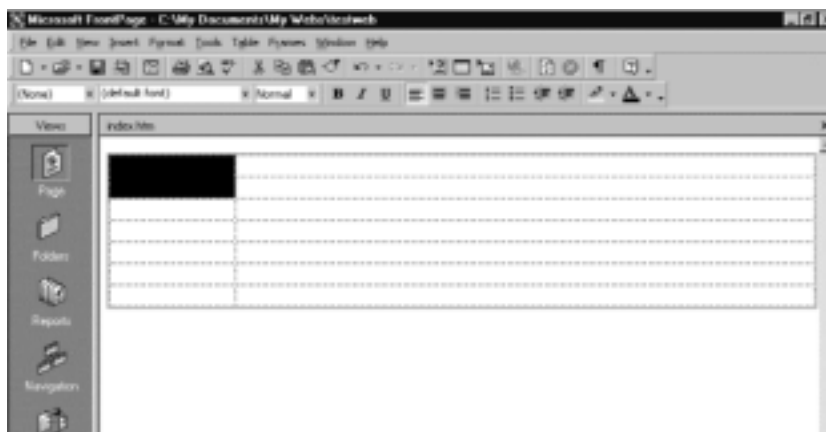 Microsoft FrontPage - C:\My Documents\My Webs\testweb
File Edit View Insert Format Tools Table Frames Window Help
(None) (default font) Normal B I U A
Views index.htm
Page
Folders
Reports
Navigation